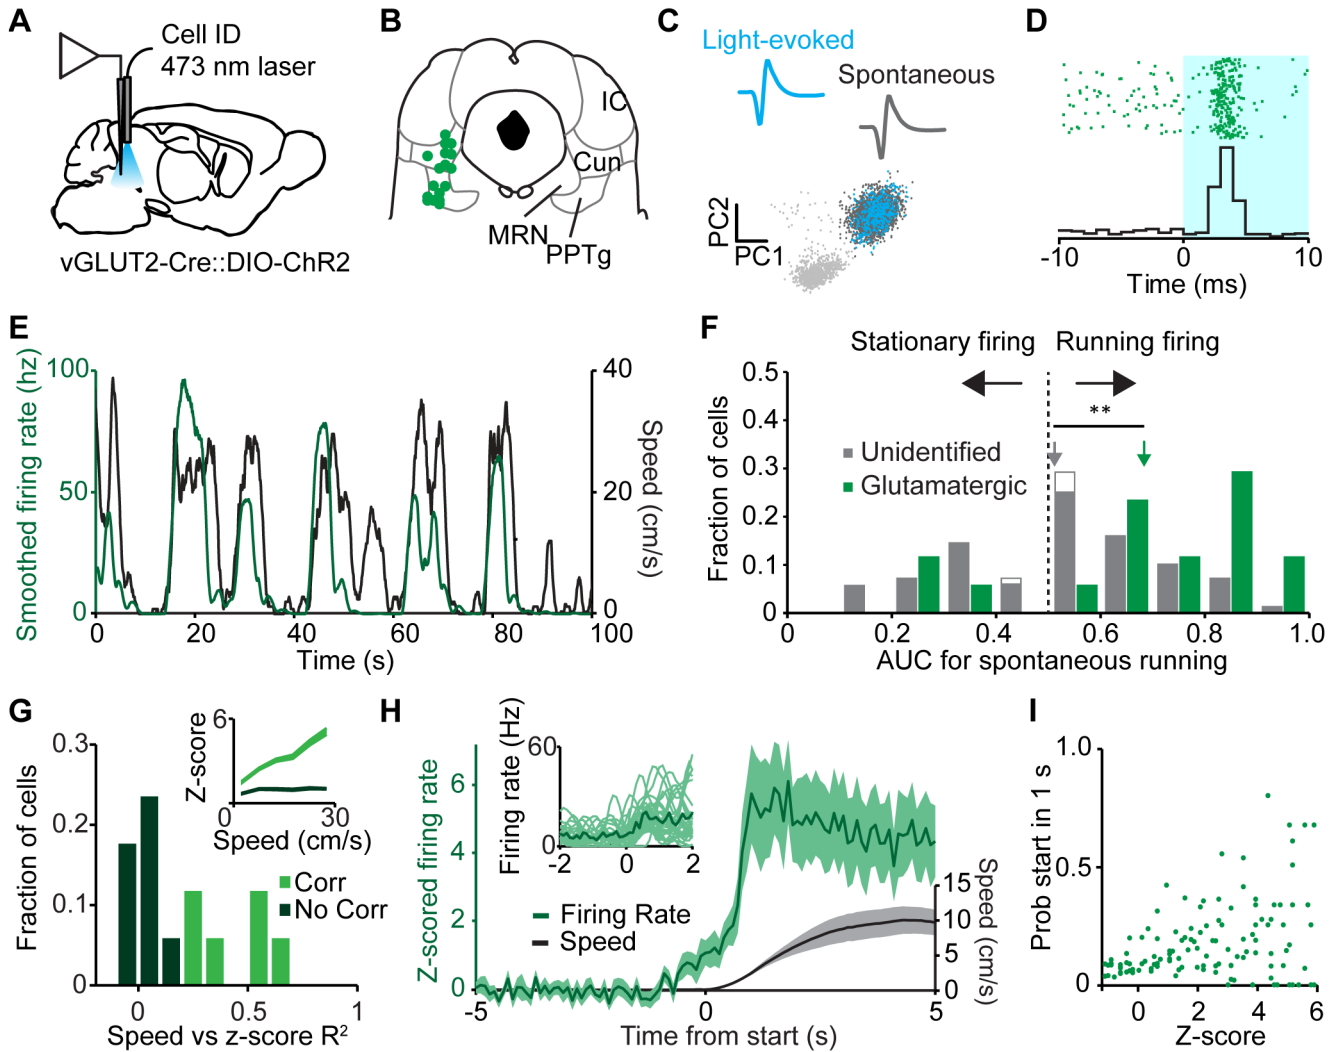 A
Cell ID
473 nm laser
vGLUT2-Cre::DIO-ChR2
B
IC
Cun
MRN
PPTg
C
Light-evoked
Spontaneous
PC2
PC1
D
-10
0
10
Time (ms)
E
Smoothed firing rate (hz)
100
50
0
40
20
0
Speed (cm/s)
0
20
40
60
80
100
Time (s)
F
Stationary firing
Running firing
**
Unidentified
Glutamatergic
Fraction of cells
0.5
0.4
0.3
0.2
0.1
0
0
0.2
0.4
0.6
0.8
1.0
AUC for spontaneous running
G
Fraction of cells
0.3
0.2
0.1
0
0
0.5
1
Speed vs z-score R²
Z-score
6
0
30
Speed (cm/s)
Corr
No Corr
H
Z-scored firing rate
6
4
2
0
Firing rate (Hz)
60
0
-2
0
2
Firing Rate
Speed
15
10
5
0
Speed (cm/s)
-5
0
5
Time from start (s)
I
Prob start in 1 s
1.0
0.5
0
0
2
4
6
Z-score